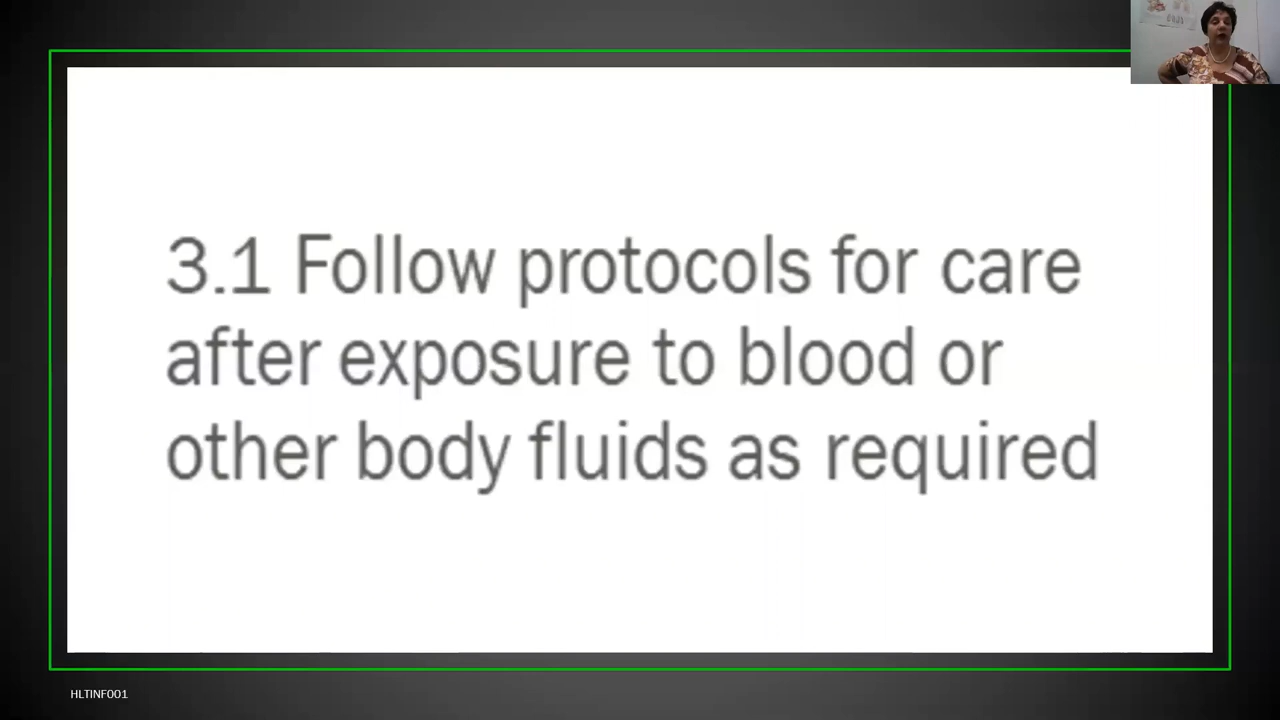 3.1 Follow protocols for care
after exposure to blood or
other body fluids as required
HLTINF001